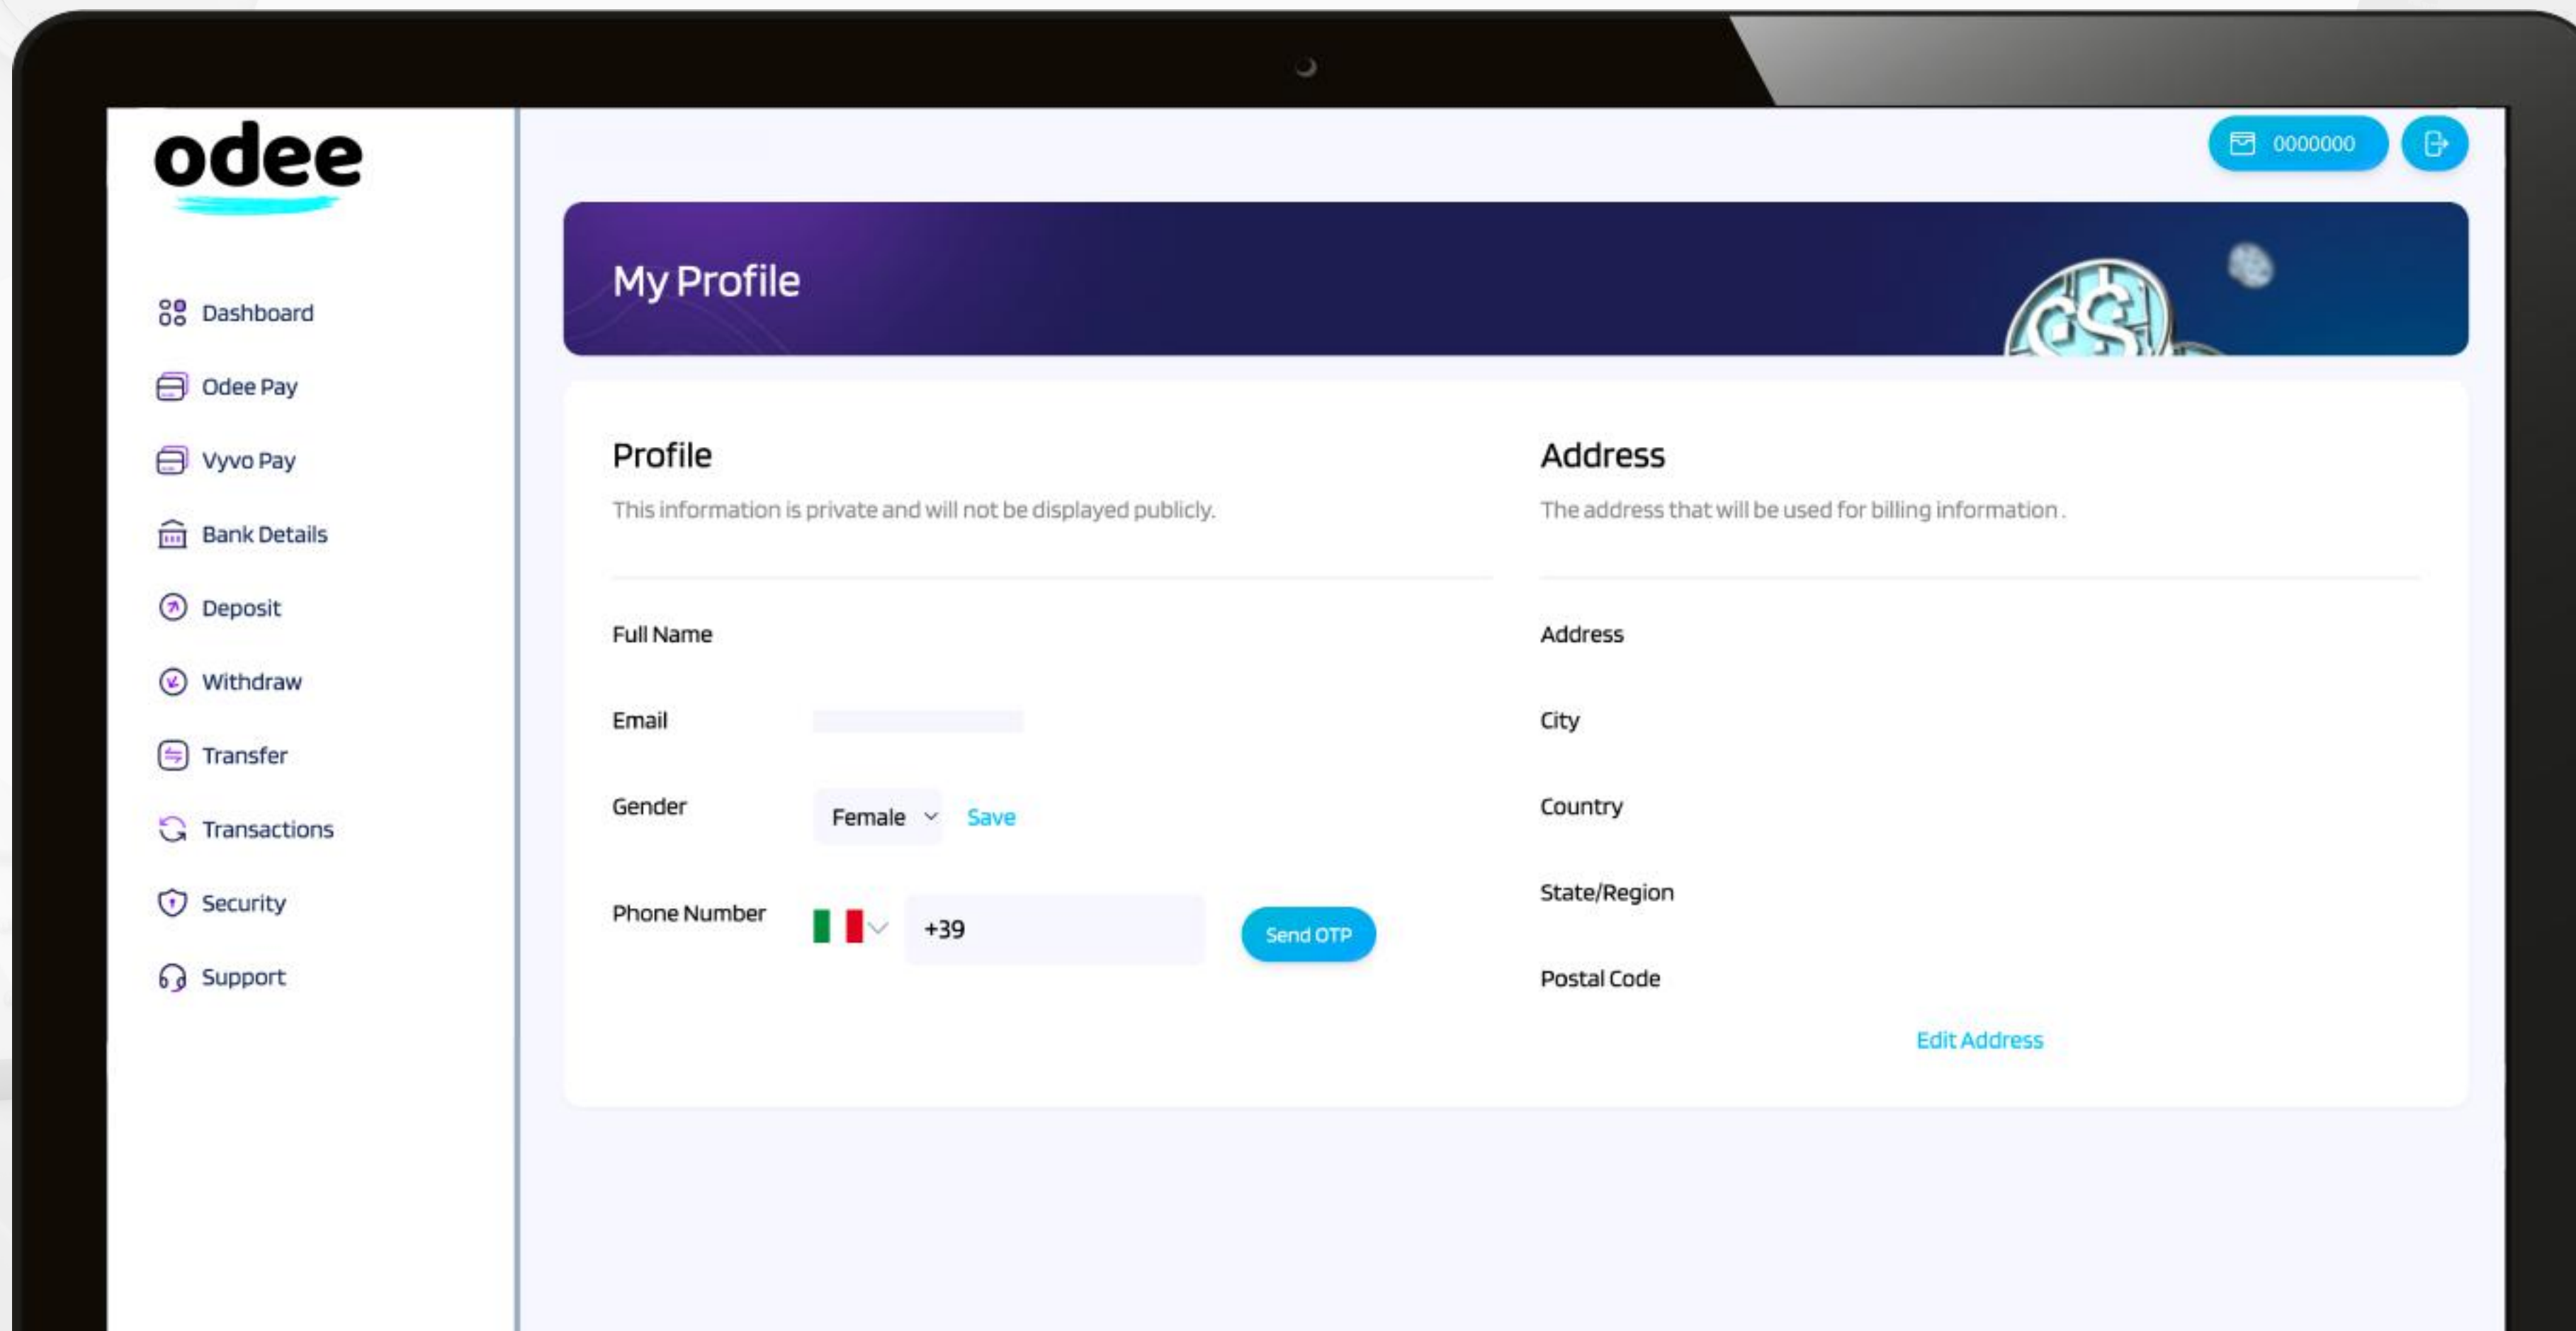 odee
0000000
My Profile
Dashboard
Odee Pay
Vyvo Pay
Bank Details
Deposit
Withdraw
Transfer
Transactions
Security
Support
Profile
This information is private and will not be displayed publicly.
Full Name
Email
Gender
Female
Save
Phone Number
+39
Send OTP
Address
The address that will be used for billing information .
Address
City
Country
State/Region
Postal Code
Edit Address